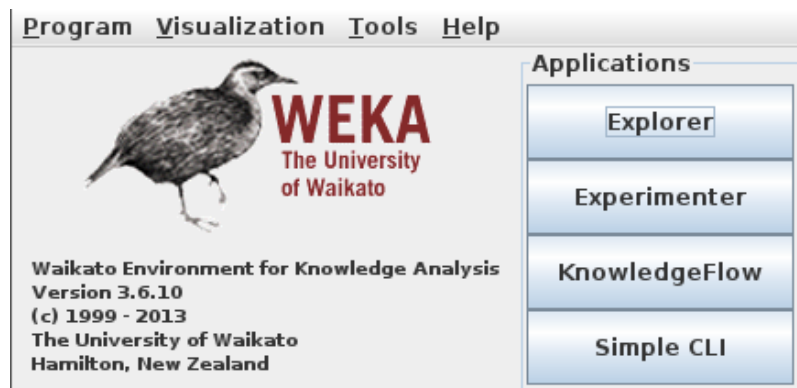 Program Visualization Tools Help
WEKA
The University
of Waikato
Waikato Environment for Knowledge Analysis
Version 3.6.10
(c) 1999 - 2013
The University of Waikato
Hamilton, New Zealand
Applications
Explorer
Experimenter
KnowledgeFlow
Simple CLI